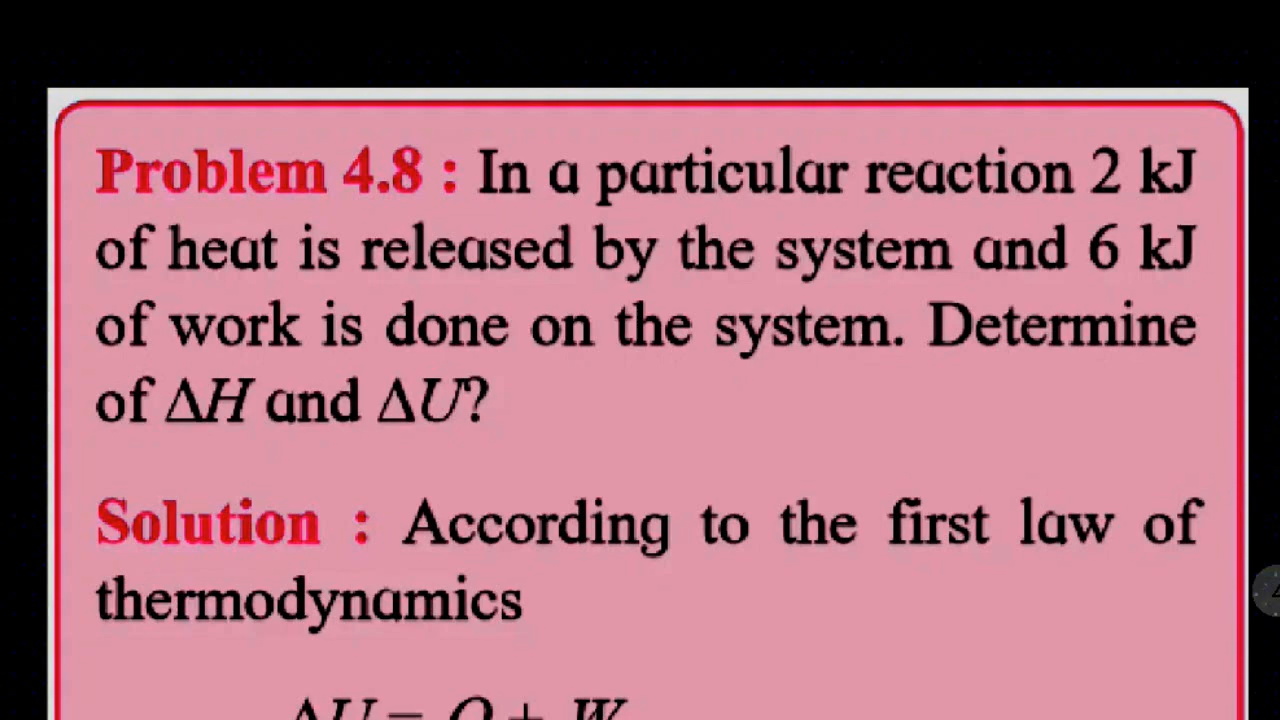 Problem 4.8 : In a particular reaction 2 kJ
of heat is released by the system and 6 kJ
of work is done on the system. Determine
of ΔH and ΔU?
Solution : According to the first law of
thermodynamics
ΔU = Q + W